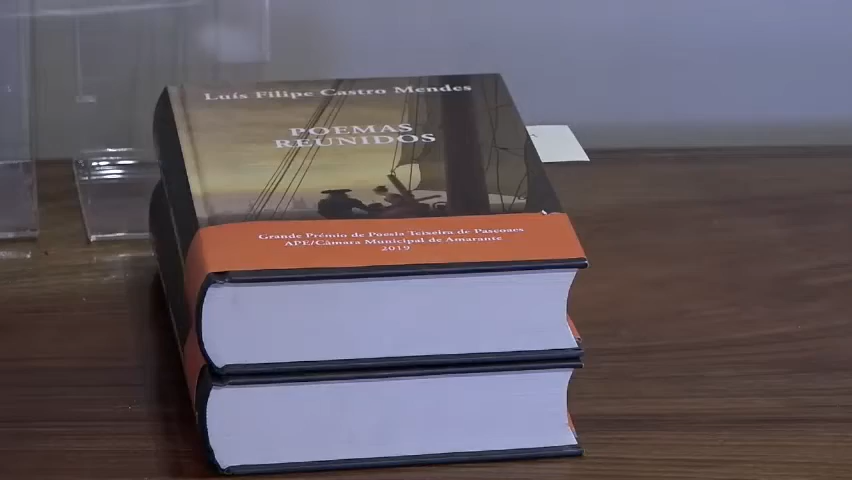 Luís Filipe Castro Mendes
POEMAS
REUNIDOS
Grande Prémio de Poesia Teixeira de Pascoaes
APE/Câmara Municipal de Amarante
2019